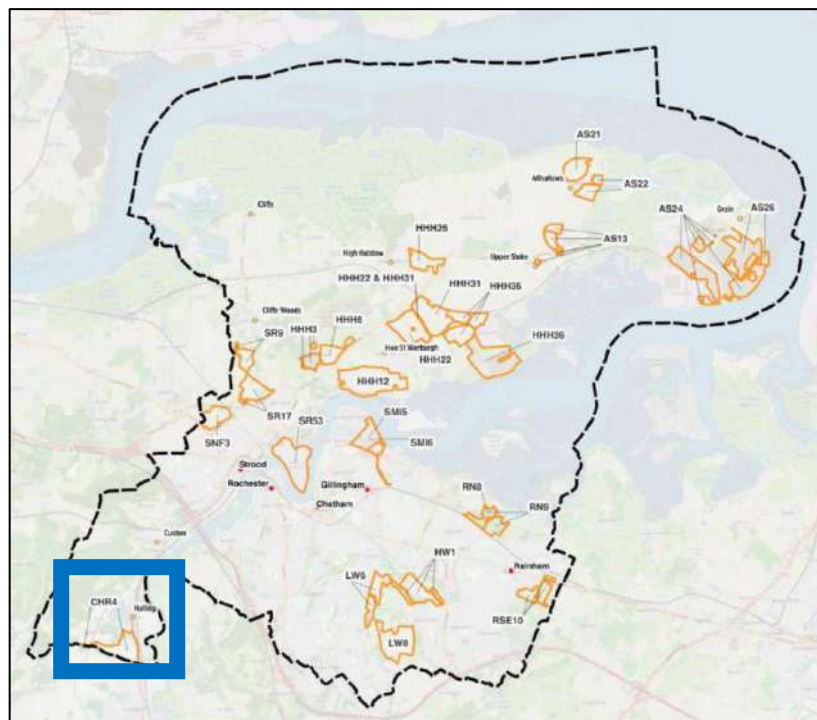 AS21
Allhallows
AS22
Cliffe
AS24
Grain
AS26
HHH26
AS13
High Halstow
Upper Stoke
HHH22 & HHH31
HHH31
HHH35
Cliffe Woods
HHH3
HHH6
SR9
Hoo St Werburgh
HHH36
HHH22
HHH12
SR17
SR53
SMI5
SNF3
SMI6
Strood
Rochester
Gillingham
RN8
Chatham
RN9
Cuxton
HW1
Rainham
LW6
CHR4
Halling
RSE10
LW8